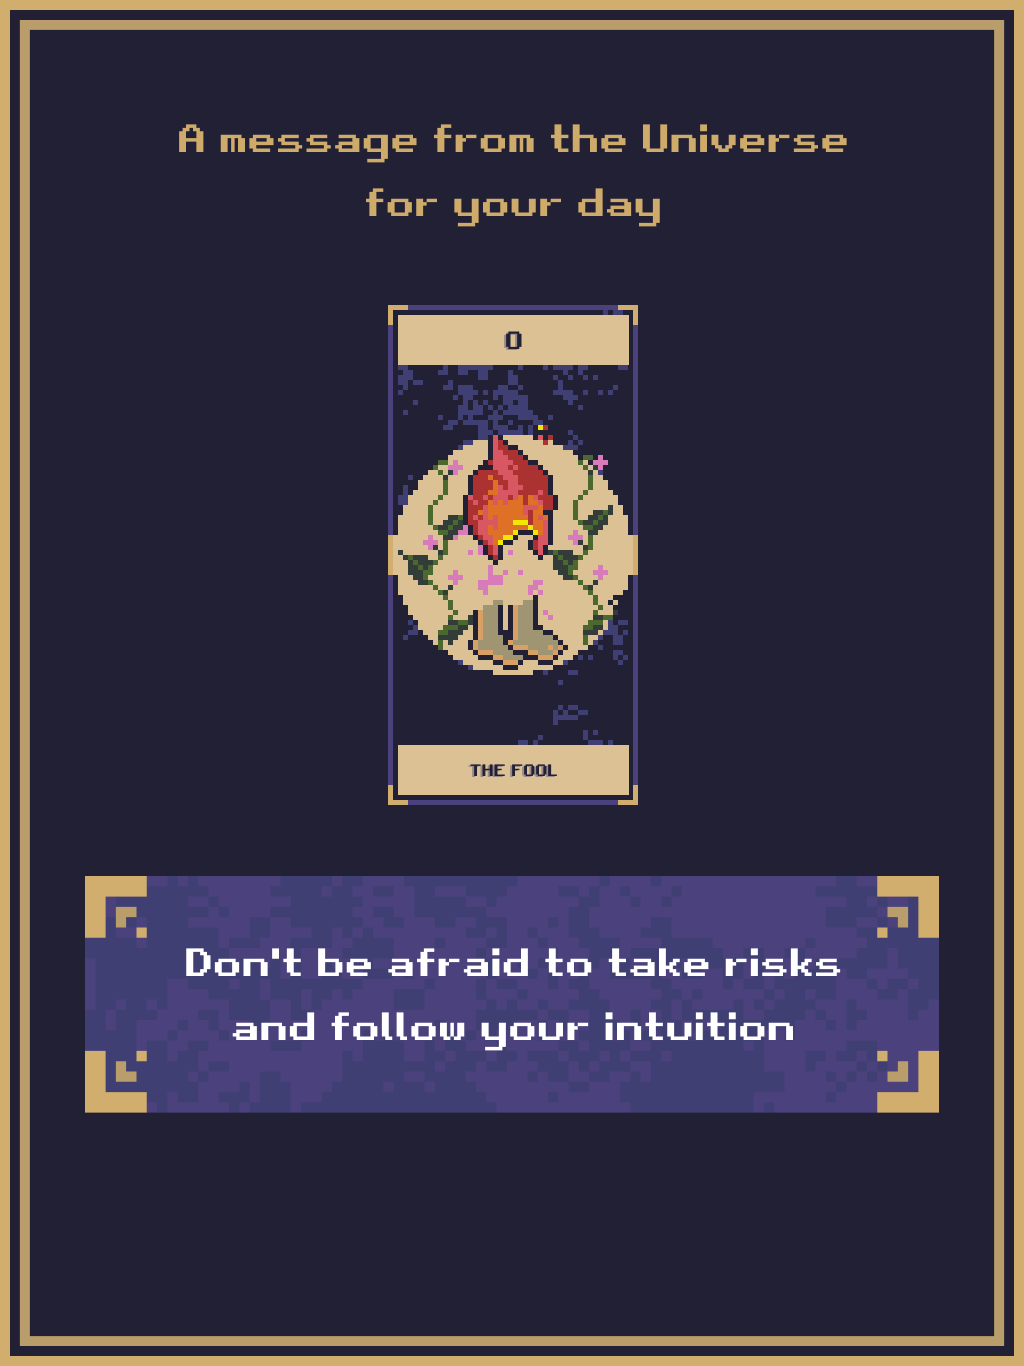 A message from the Universe
for your day
0
THE FOOL
Don't be afraid to take risks
and follow your intuition